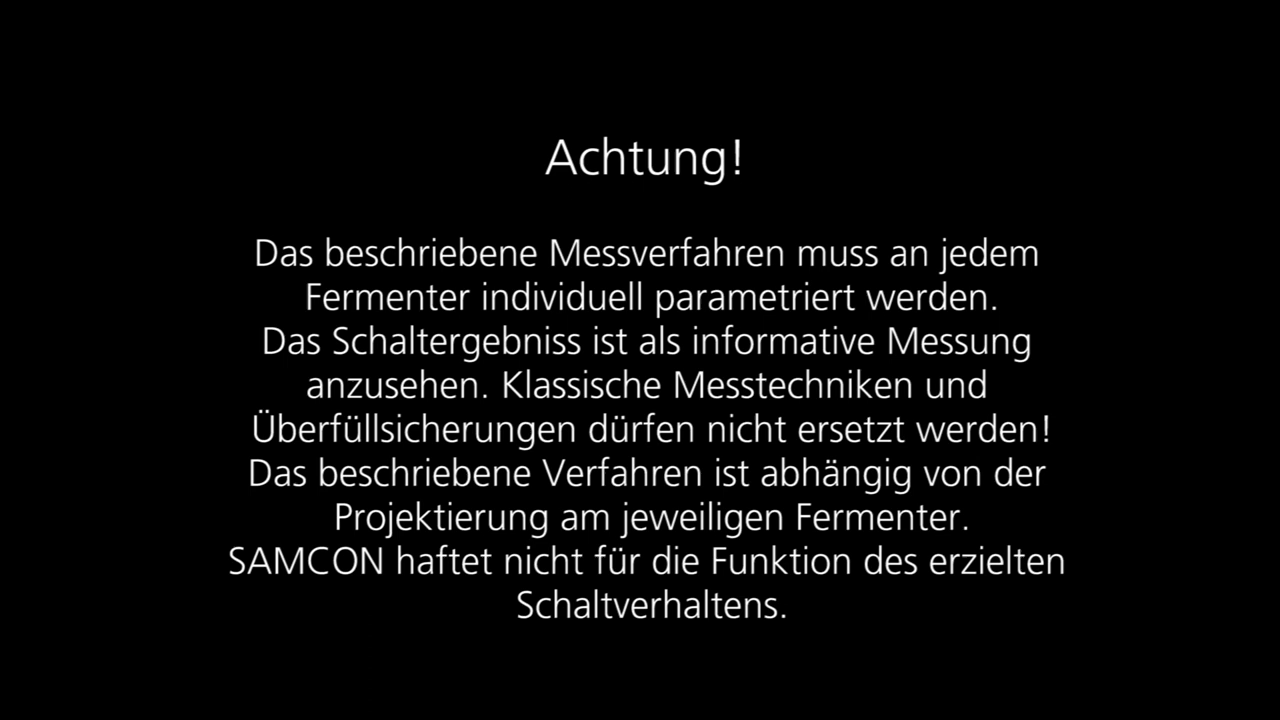 Achtung!
Das beschriebene Messverfahren muss an jedem
Fermenter individuell parametriert werden.
Das Schaltergebniss ist als informative Messung
anzusehen. Klassische Messtechniken und
Überfüllsicherungen dürfen nicht ersetzt werden!
Das beschriebene Verfahren ist abhängig von der
Projektierung am jeweiligen Fermenter.
SAMCON haftet nicht für die Funktion des erzielten
Schaltverhaltens.